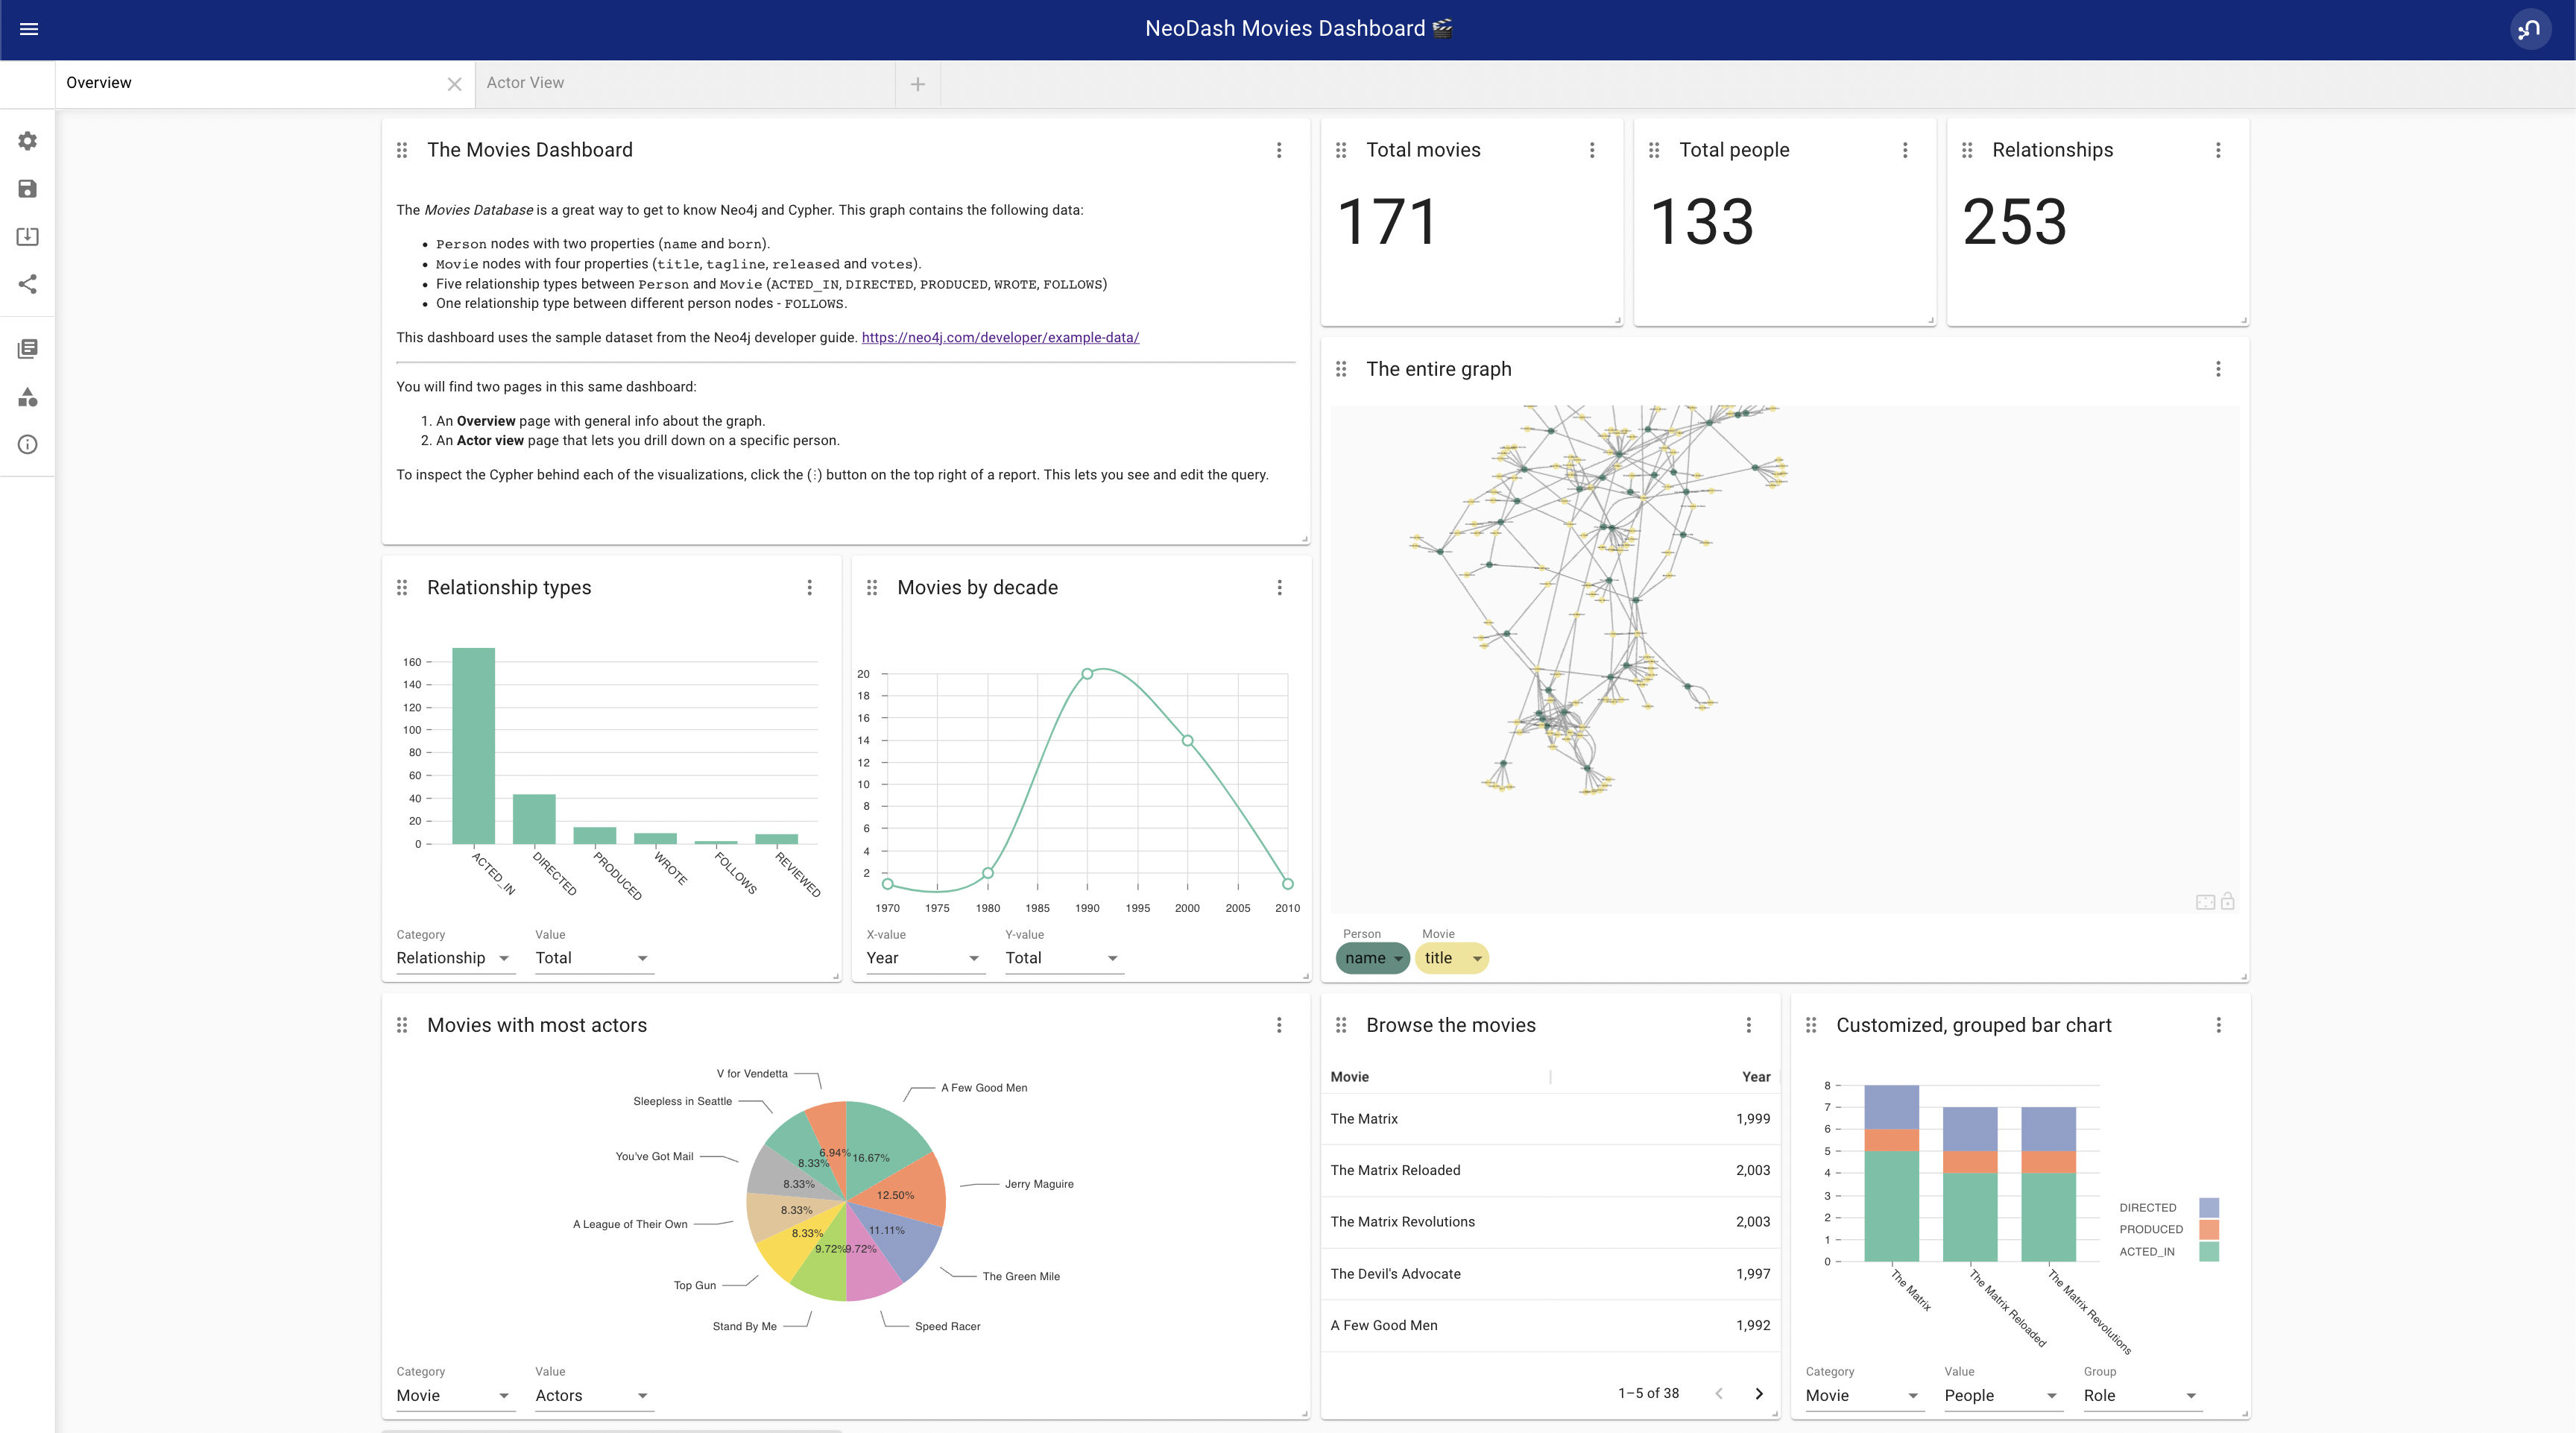 NeoDash Movies Dashboard 🎬
Overview
Actor View
The Movies Dashboard
The Movies Database is a great way to get to know Neo4j and Cypher. This graph contains the following data:
• Person nodes with two properties (name and born).
• Movie nodes with four properties (title, tagline, released and votes).
• Five relationship types between Person and Movie (ACTED_IN, DIRECTED, PRODUCED, WROTE, FOLLOWS)
• One relationship type between different person nodes - FOLLOWS.
This dashboard uses the sample dataset from the Neo4j developer guide. https://neo4j.com/developer/example-data/
You will find two pages in this same dashboard:
1. An Overview page with general info about the graph.
2. An Actor view page that lets you drill down on a specific person.
To inspect the Cypher behind each of the visualizations, click the (⋮) button on the top right of a report. This lets you see and edit the query.
Total movies
171
Total people
133
Relationships
253
The entire graph
Person
Movie
name
title
Relationship types
160
140
120
100
80
60
40
20
0
ACTED_IN
DIRECTED
PRODUCED
WROTE
FOLLOWS
REVIEWED
Category
Value
Relationship
Total
Movies by decade
20
18
16
14
12
10
8
6
4
2
1970 1975 1980 1985 1990 1995 2000 2005 2010
X-value
Y-value
Year
Total
Movies with most actors
V for Vendetta
A Few Good Men
Sleepless in Seattle
You've Got Mail
Jerry Maguire
A League of Their Own
The Green Mile
Top Gun
Stand By Me
Speed Racer
6.94%
16.67%
8.33%
8.33%
12.50%
8.33%
11.11%
8.33%
9.72%
9.72%
Category
Value
Movie
Actors
Browse the movies
Movie Year
The Matrix 1,999
The Matrix Reloaded 2,003
The Matrix Revolutions 2,003
The Devil's Advocate 1,997
A Few Good Men 1,992
1–5 of 38
Customized, grouped bar chart
8
7
6
5
4
3
2
1
0
The Matrix
The Matrix Reloaded
The Matrix Revolutions
DIRECTED
PRODUCED
ACTED_IN
Category
Value
Group
Movie
People
Role